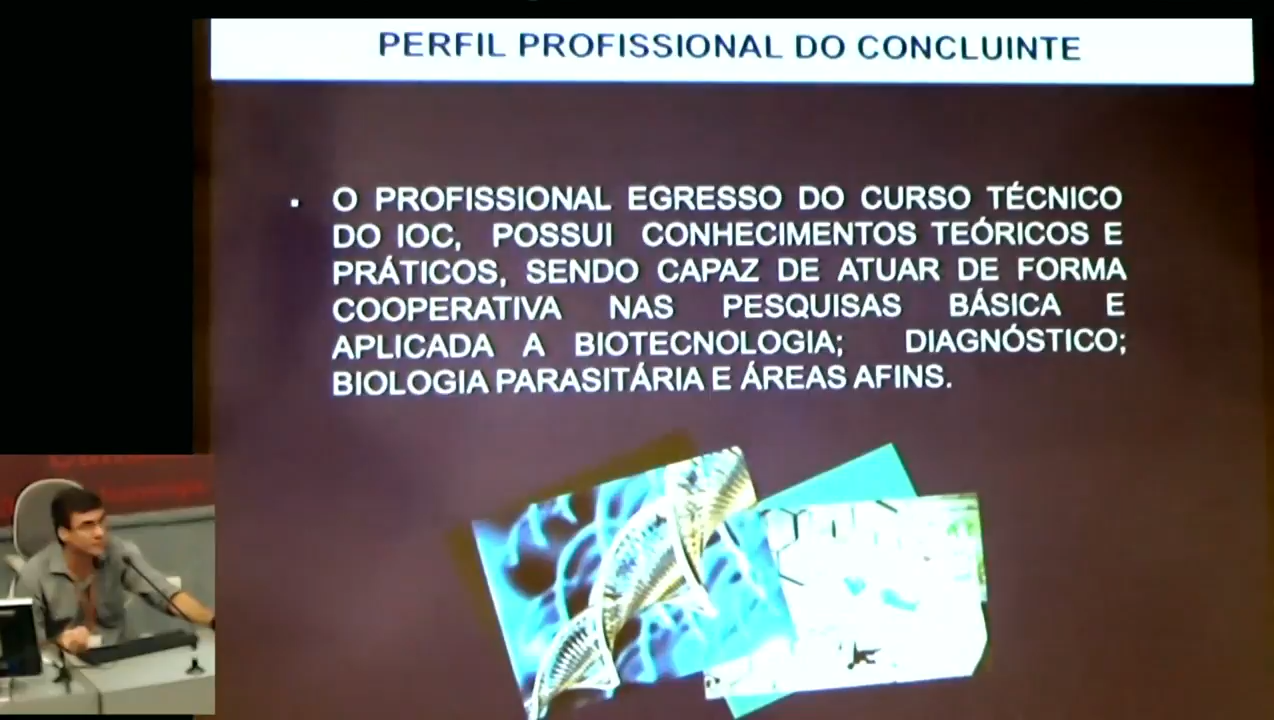 PERFIL PROFISSIONAL DO CONCLUINTE
▪ O PROFISSIONAL EGRESSO DO CURSO TÉCNICO
DO IOC, POSSUI CONHECIMENTOS TEÓRICOS E
PRÁTICOS, SENDO CAPAZ DE ATUAR DE FORMA
COOPERATIVA NAS PESQUISAS BÁSICA E
APLICADA A BIOTECNOLOGIA; DIAGNÓSTICO;
BIOLOGIA PARASITÁRIA E ÁREAS AFINS.